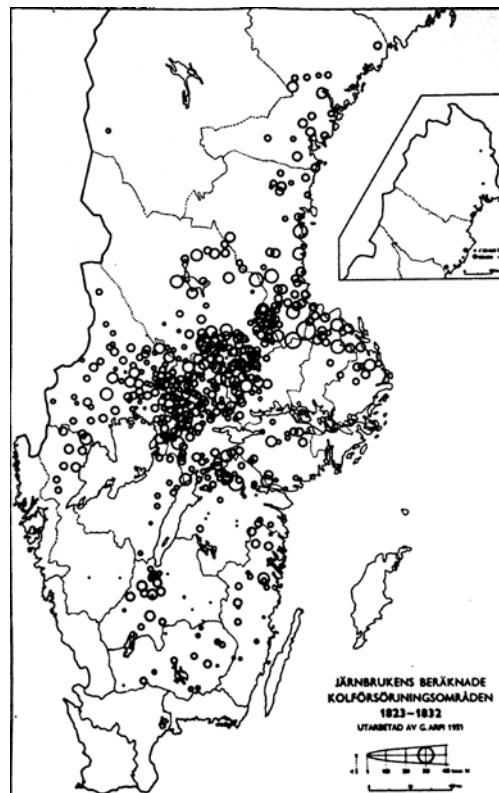 JÄRNBRUKENS BERÄKNADE
KOLFÖRSÖRJNINGSOMRÅDEN
1823–1832
UTARBETAD AV G. ARPI 1951